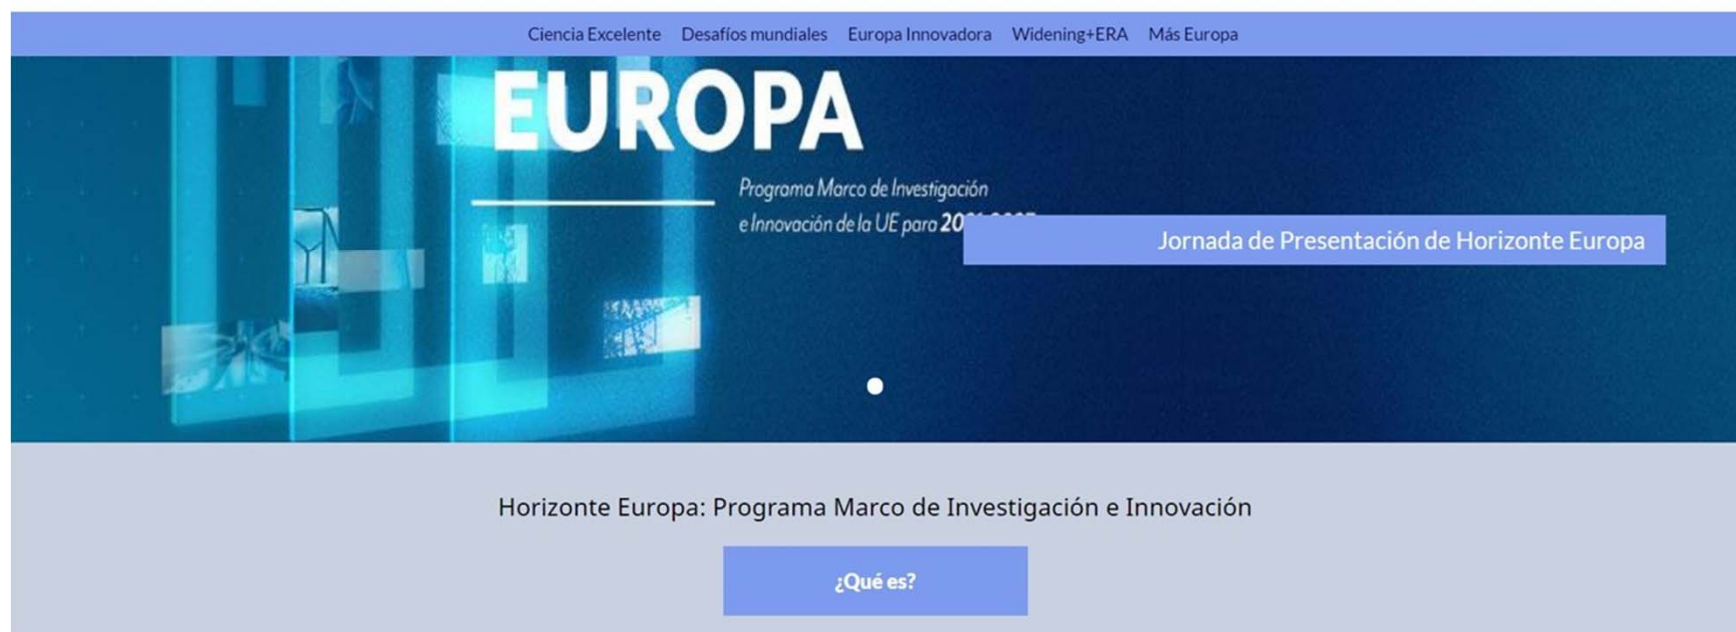 Ciencia Excelente Desafíos mundiales Europa Innovadora Widening+ERA Más Europa
EUROPA
Programa Marco de Investigación
e Innovación de la UE para
Jornada de Presentación de Horizonte Europa
Horizonte Europa: Programa Marco de Investigación e Innovación
¿Qué es?